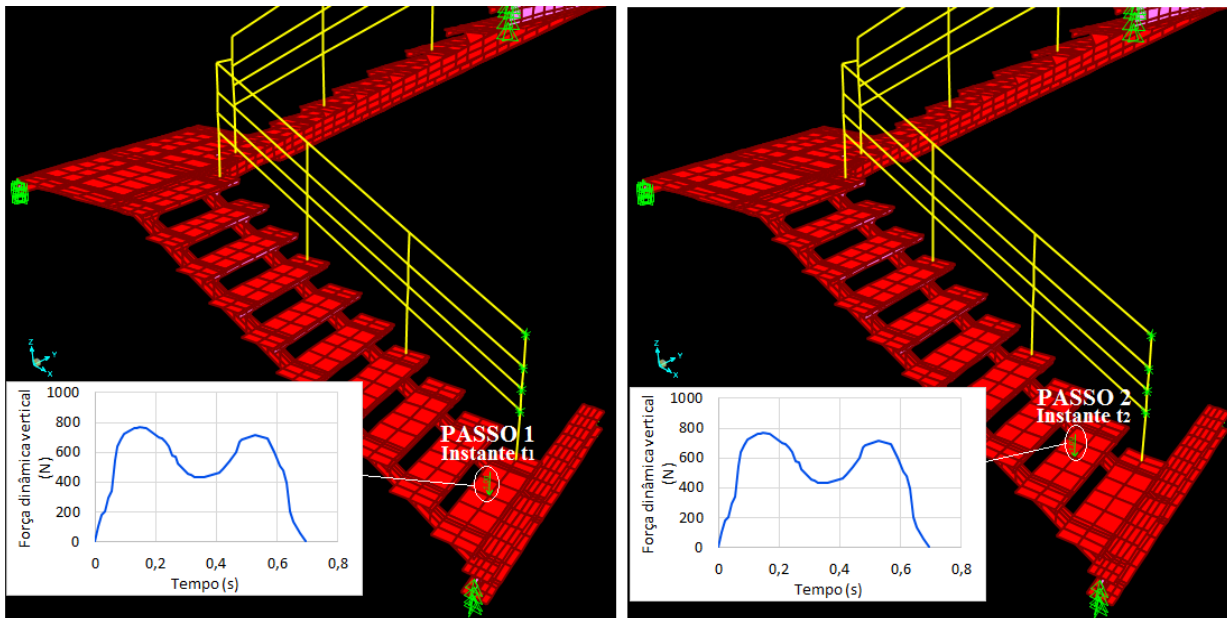 Z
Y
X
PASSO 1
Instante t1
Força dinâmica vertical
(N)
1000
800
600
400
200
0
0 0,2 0,4 0,6 0,8
Tempo (s)
Z
Y
X
PASSO 2
Instante t2
Força dinâmica vertical
(N)
1000
800
600
400
200
0
0 0,2 0,4 0,6 0,8
Tempo (s)